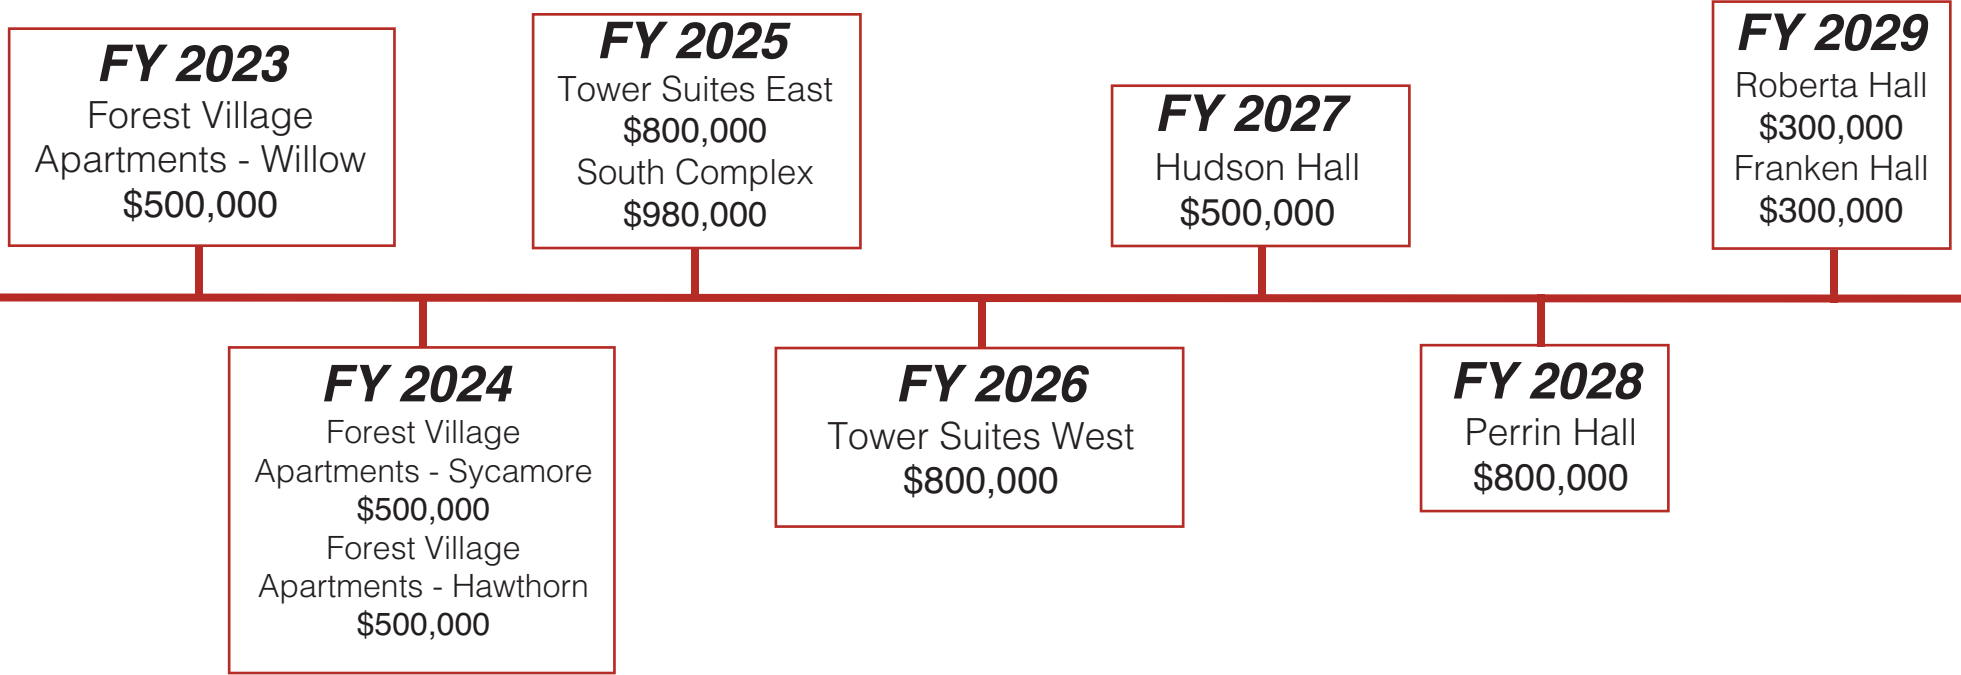 FY 2023
Forest Village
Apartments - Willow
$500,000
FY 2024
Forest Village
Apartments - Sycamore
$500,000
Forest Village
Apartments - Hawthorn
$500,000
FY 2025
Tower Suites East
$800,000
South Complex
$980,000
FY 2026
Tower Suites West
$800,000
FY 2027
Hudson Hall
$500,000
FY 2028
Perrin Hall
$800,000
FY 2029
Roberta Hall
$300,000
Franken Hall
$300,000